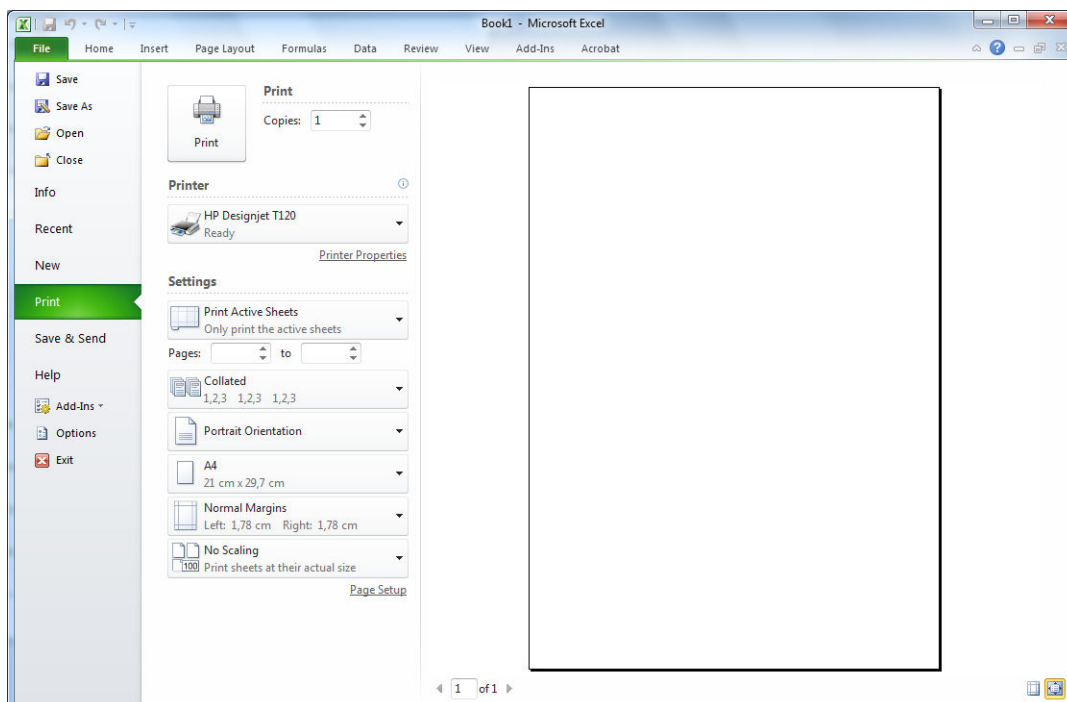 Book1 - Microsoft Excel
File Home Insert Page Layout Formulas Data Review View Add-Ins Acrobat
Save
Save As
Open
Close
Info
Recent
New
Print
Save & Send
Help
Add-Ins
Options
Exit
Print
Print
Copies: 1
Printer
HP Designjet T120
Ready
Printer Properties
Settings
Print Active Sheets
Only print the active sheets
Pages: to
Collated
1,2,3 1,2,3 1,2,3
Portrait Orientation
A4
21 cm x 29,7 cm
Normal Margins
Left: 1,78 cm Right: 1,78 cm
No Scaling
100 Print sheets at their actual size
Page Setup
1 of 1